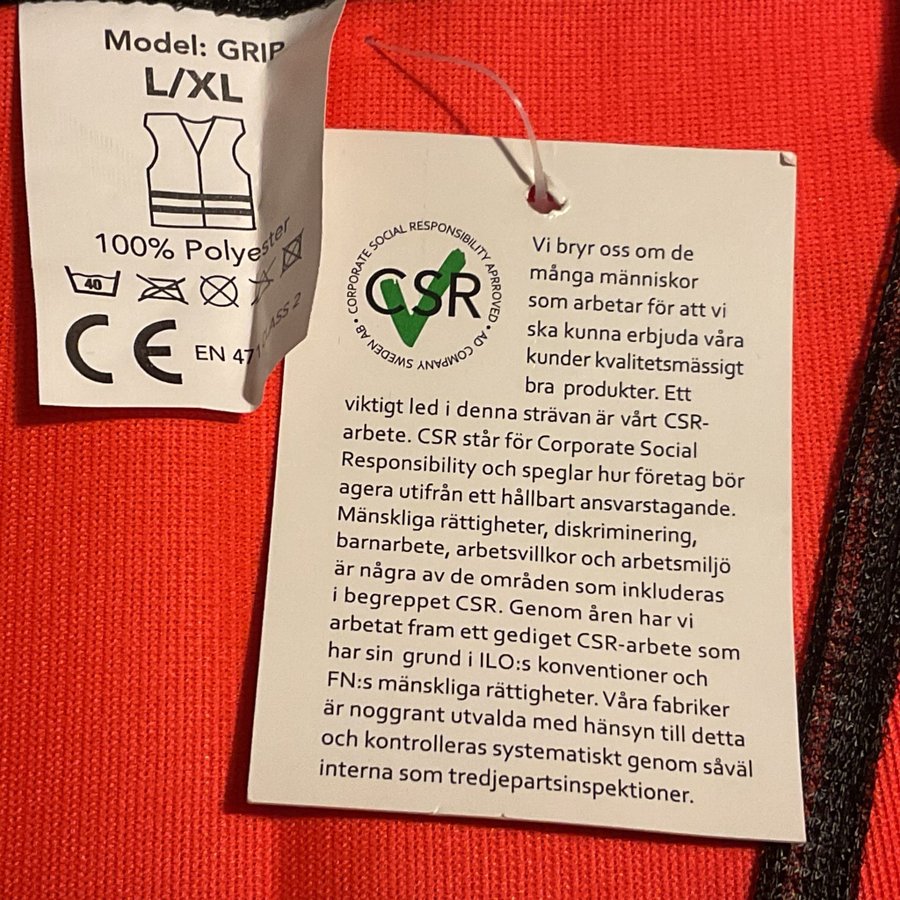 Model: GRIP
L/XL
100% Polyester
40
CE EN 471 CLASS 2
• CORPORATE SOCIAL RESPONSIBILITY APRROVED • AD COMPANY SWEDEN AB
CSR
Vi bryr oss om de
många människor
som arbetar för att vi
ska kunna erbjuda våra
kunder kvalitetsmässigt
bra produkter. Ett
viktigt led i denna strävan är vårt CSR-
arbete. CSR står för Corporate Social
Responsibility och speglar hur företag bör
agera utifrån ett hållbart ansvarstagande.
Mänskliga rättigheter, diskriminering,
barnarbete, arbetsvillkor och arbetsmiljö
är några av de områden som inkluderas
i begreppet CSR. Genom åren har vi
arbetat fram ett gediget CSR-arbete som
har sin grund i ILO:s konventioner och
FN:s mänskliga rättigheter. Våra fabriker
är noggrant utvalda med hänsyn till detta
och kontrolleras systematiskt genom såväl
interna som tredjepartsinspektioner.